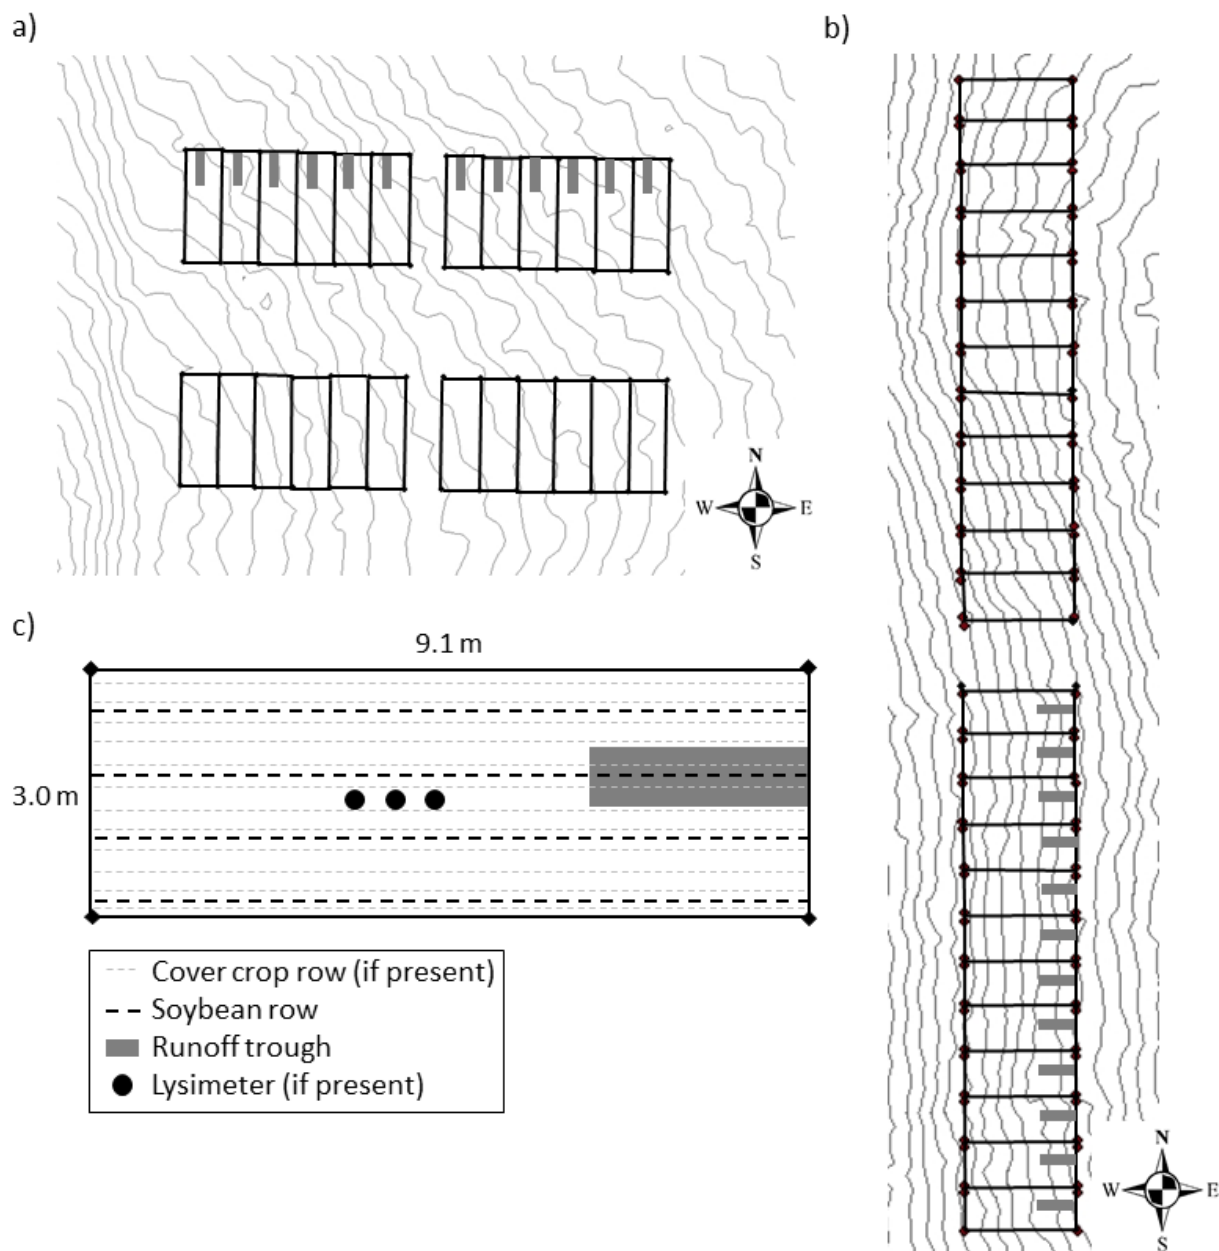 a)
N
W E
S
b)
N
W E
S
c)
9.1 m
3.0 m
Cover crop row (if present)
Soybean row
Runoff trough
Lysimeter (if present)